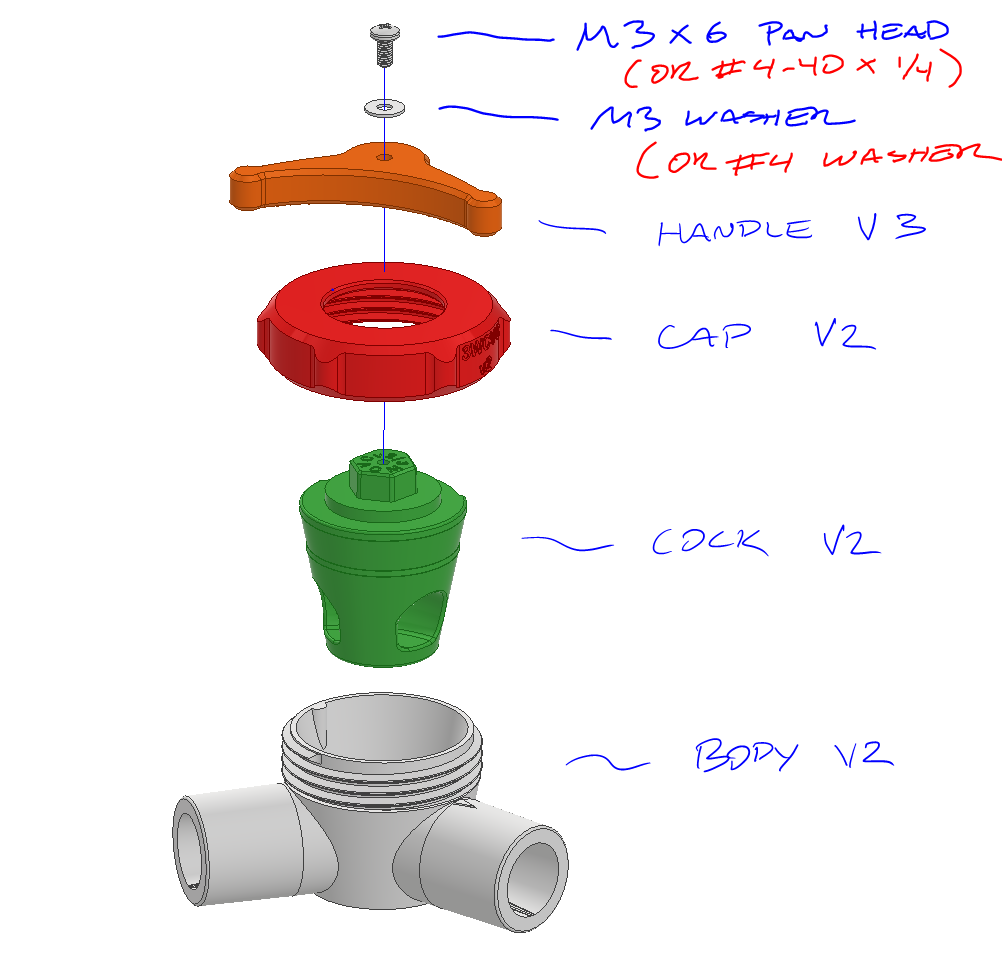 M3 X 6 PAN HEAD
(OR #4-40 X 1/4)
M3 WASHER
(OR #4 WASHER
HANDLE V3
CAP V2
COCK V2
BODY V2